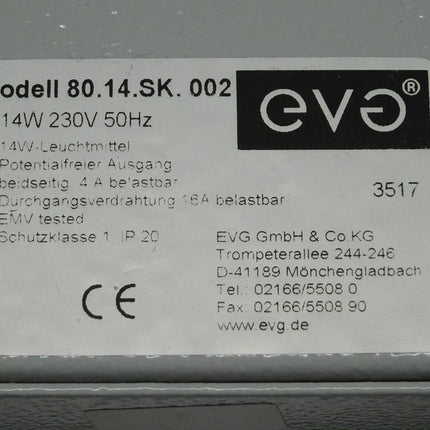 odell 80.14.SK. 002
evg®
14W 230V 50Hz
14W-Leuchtmittel
Potentialfreier Ausgang
beidseitig 4 A belastbar
Durchgangsverdrahtung 16A belastbar
EMV tested
Schutzklasse 1, IP 20
3517
EVG GmbH & Co.KG
Trompeterallee 244-246
D-41189 Mönchengladbach
Tel.: 02166/5508.0
Fax: 02166/5508.90
www.evg.de
CE